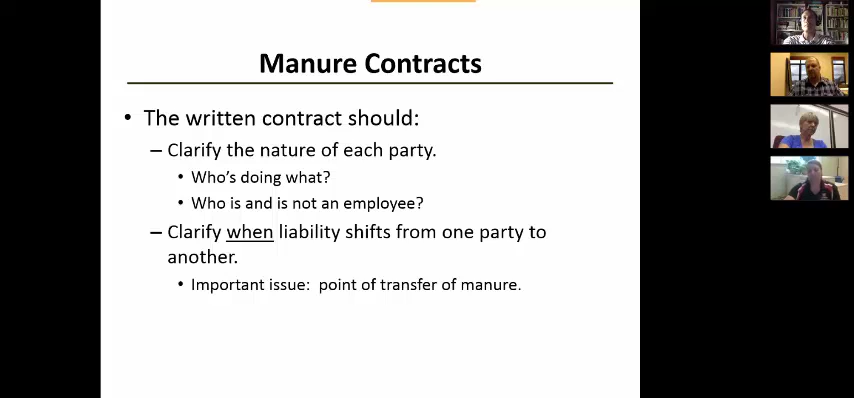 Manure Contracts
• The written contract should:
– Clarify the nature of each party.
• Who's doing what?
• Who is and is not an employee?
– Clarify when liability shifts from one party to
another.
• Important issue:  point of transfer of manure.